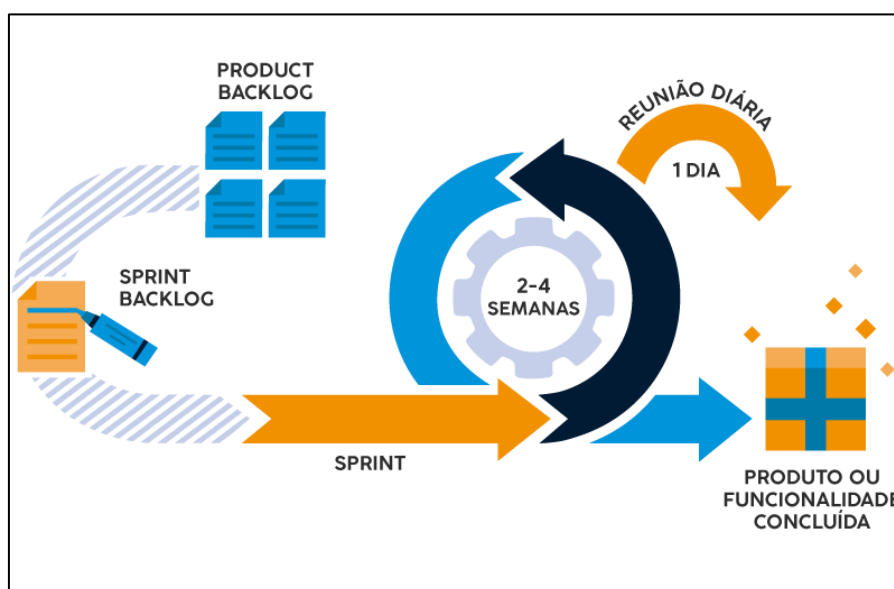 PRODUCT
BACKLOG
SPRINT
BACKLOG
REUNIÃO DIÁRIA
1 DIA
2-4
SEMANAS
SPRINT
PRODUTO OU
FUNCIONALIDADE
CONCLUÍDA